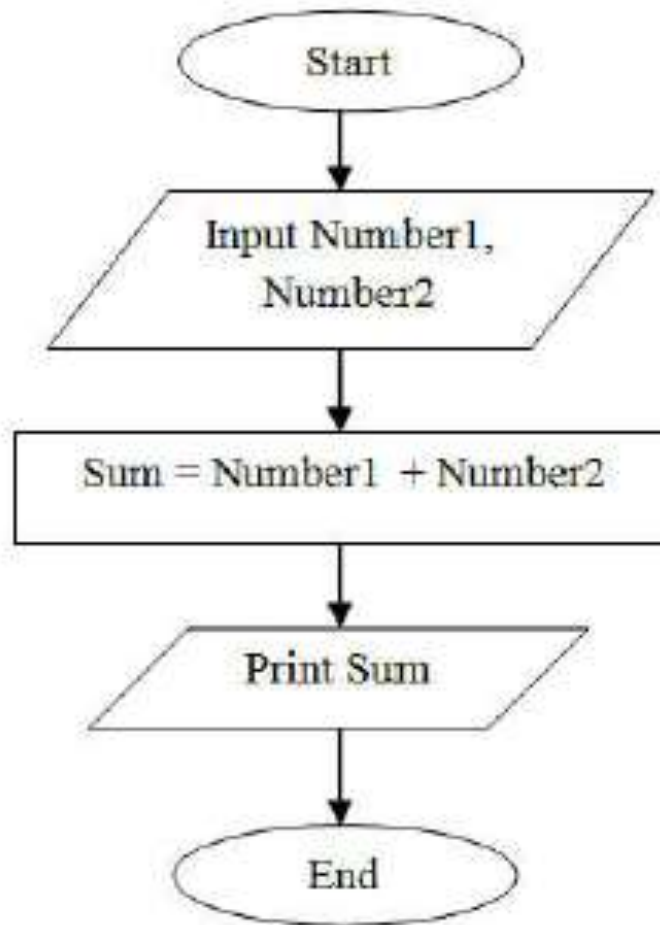 Start
Input Number1,
Number2
Sum = Number1 + Number2
Print Sum
End